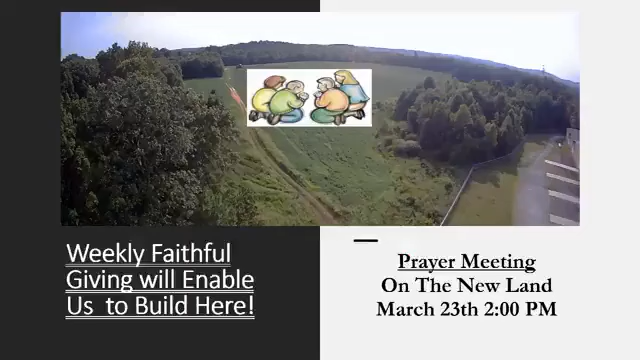 Weekly Faithful
Giving will Enable
Us to Build Here!
Prayer Meeting
On The New Land
March 23th 2:00 PM